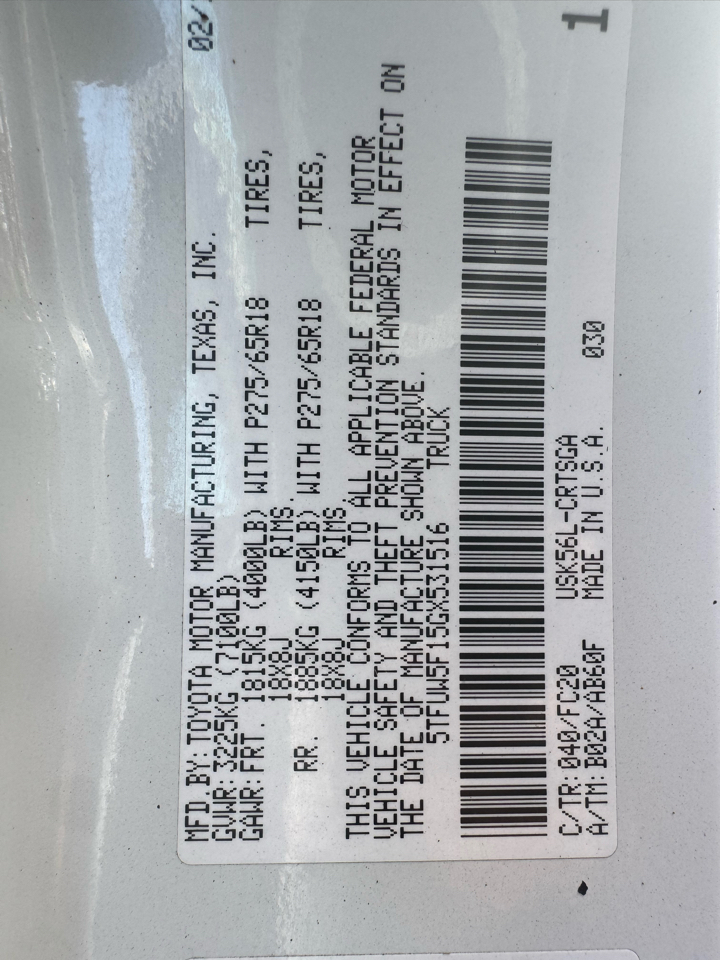 MFD BY: TOYOTA MOTOR MANUFACTURING, TEXAS, INC. 02/
GVWR: 3225KG (7100LB)
GAWR: FRT. 1815KG (4000LB) WITH P275/65R18 TIRES,
18X8J RIMS.
RR. 1885KG (4150LB) WITH P275/65R18 TIRES,
18X8J RIMS.
THIS VEHICLE CONFORMS TO ALL APPLICABLE FEDERAL MOTOR
VEHICLE SAFETY AND THEFT PREVENTION STANDARDS IN EFFECT ON
THE DATE OF MANUFACTURE SHOWN ABOVE.
5TFUW5F15GX531516 TRUCK
C/TR: 040/FC20 USK56L-CRTSGA
A/TM: B02A/AB60F MADE IN U.S.A. 030 1